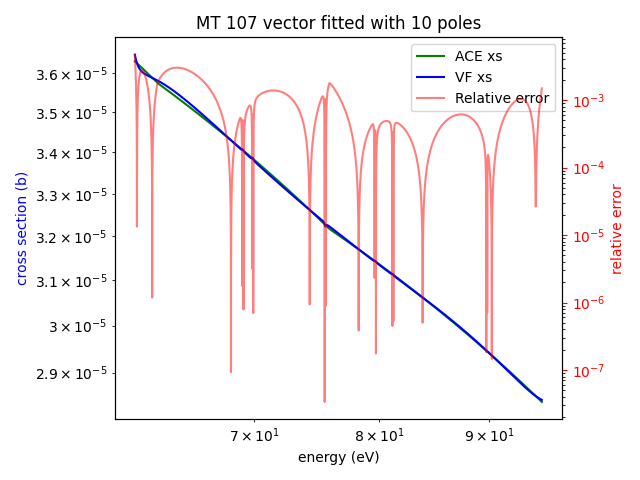 MT 107 vector fitted with 10 poles
ACE xs
VF xs
Relative error
3.6 × 10⁻⁵
3.5 × 10⁻⁵
3.4 × 10⁻⁵
3.3 × 10⁻⁵
3.2 × 10⁻⁵
3.1 × 10⁻⁵
3 × 10⁻⁵
2.9 × 10⁻⁵
cross section (b)
10⁻³
10⁻⁴
10⁻⁵
10⁻⁶
10⁻⁷
relative error
7 × 10¹
8 × 10¹
9 × 10¹
energy (eV)